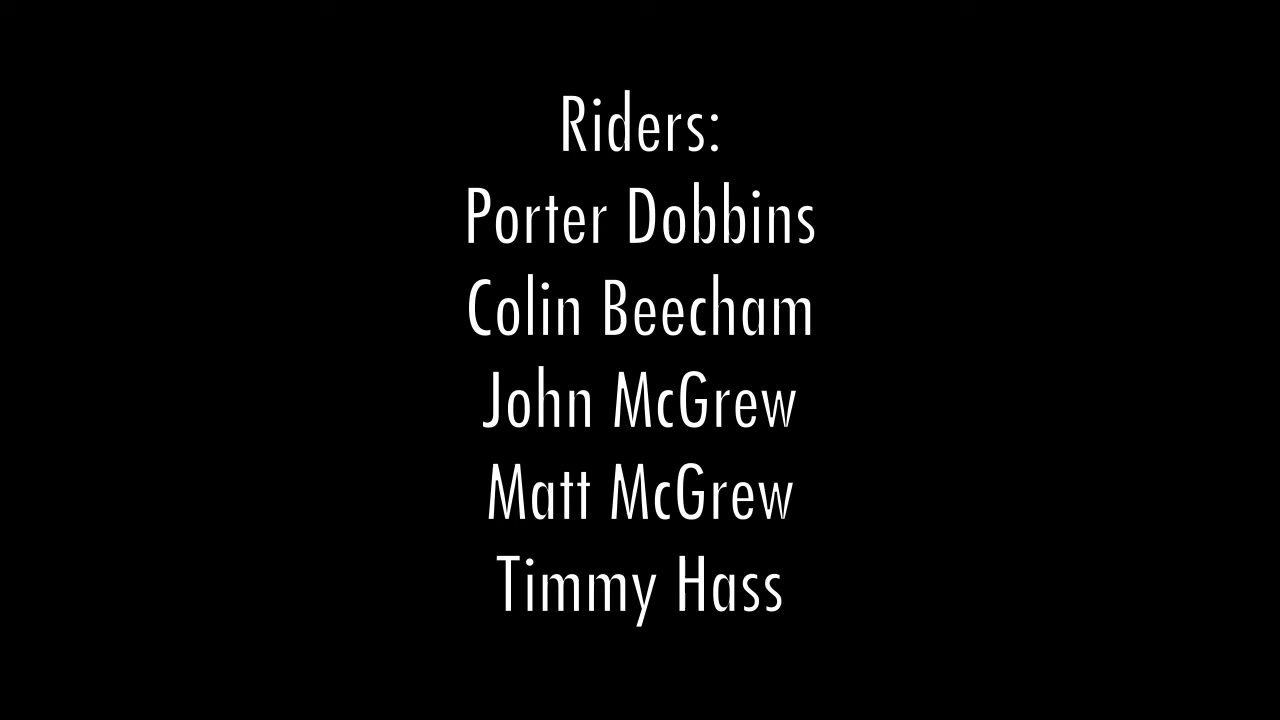 Riders:
Porter Dobbins
Colin Beecham
John McGrew
Matt McGrew
Timmy Hass